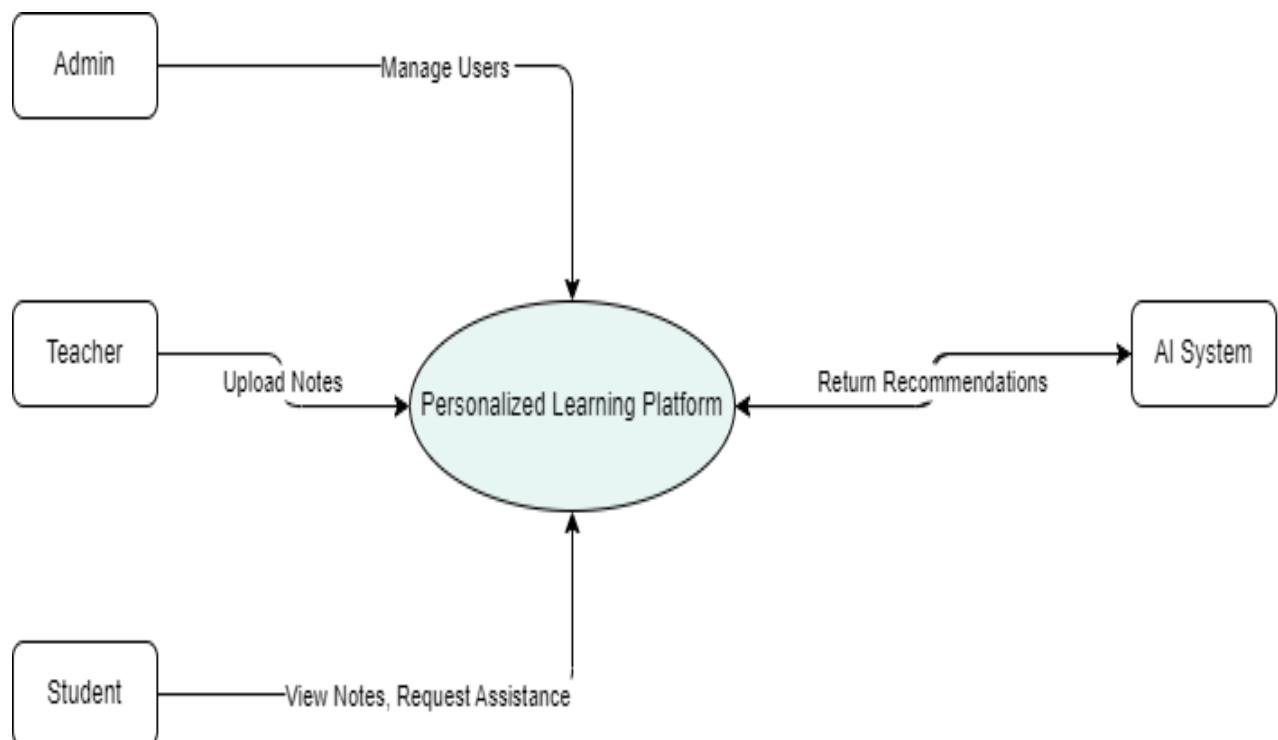 Admin
Manage Users
Teacher
Upload Notes
Personalized Learning Platform
Return Recommendations
AI System
Student
View Notes, Request Assistance